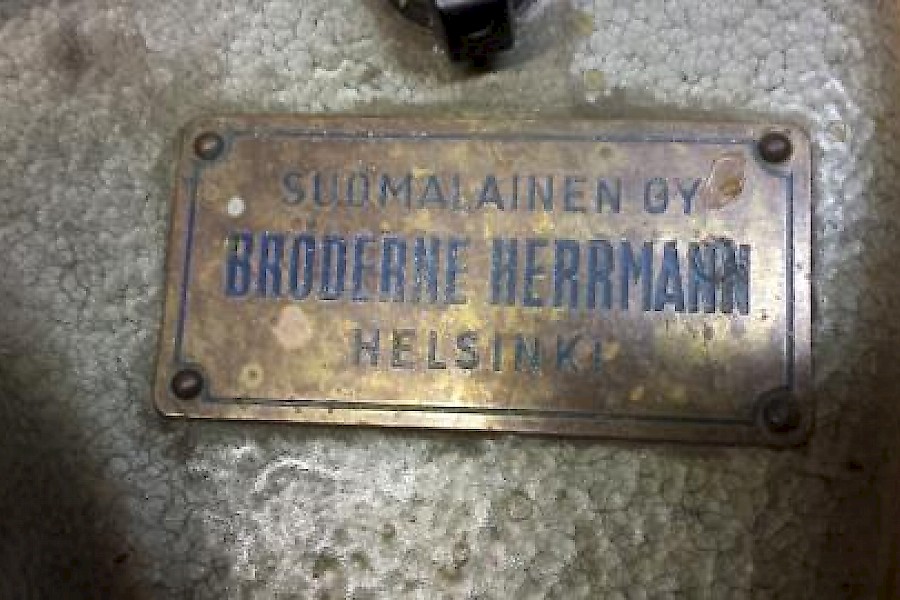 SUOMALAINEN OY
BRÖDERNE HERRMANN
HELSINKI